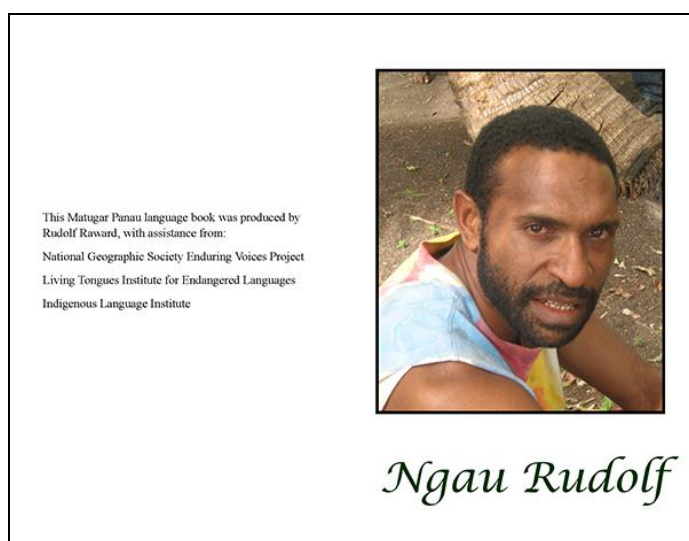 This Matugar Panau language book was produced by
Rudolf Raward, with assistance from:
National Geographic Society Enduring Voices Project
Living Tongues Institute for Endangered Languages
Indigenous Language Institute
Ngau Rudolf